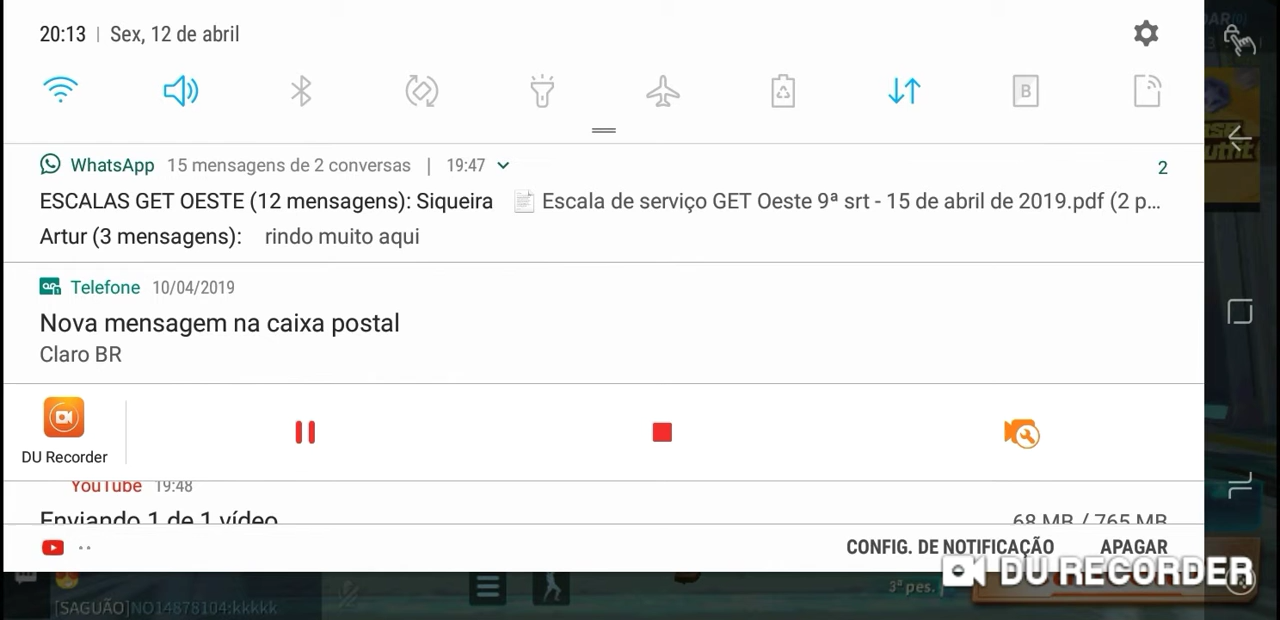 20:13 | Sex, 12 de abril
B
WhatsApp 15 mensagens de 2 conversas | 19:47 2
ESCALAS GET OESTE (12 mensagens): Siqueira Escala de serviço GET Oeste 9ª srt - 15 de abril de 2019.pdf (2 p...
Artur (3 mensagens): rindo muito aqui
Telefone 10/04/2019
Nova mensagem na caixa postal
Claro BR
DU Recorder
YouTube 19:48
Enviando 1 de 1 vídeo 68 MB / 765 MB
CONFIG. DE NOTIFICAÇÃO APAGAR
DU RECORDER
3ª pes.
[SAGUÃO]NO14878104:kkkkk